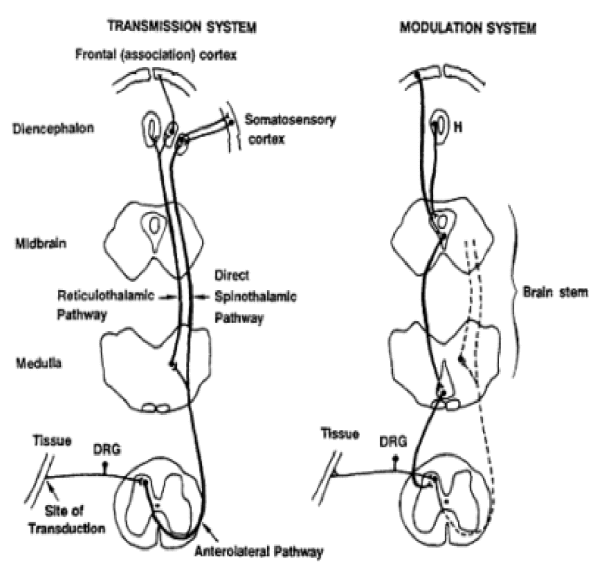 TRANSMISSION SYSTEM
Frontal (association) cortex
Diencephalon
Somatosensory
cortex
Midbrain
Reticulothalamic
Pathway
Direct
Spinothalamic
Pathway
Medulla
Tissue
DRG
Site of
Transduction
Anterolateral Pathway
MODULATION SYSTEM
H
Brain stem
Tissue
DRG